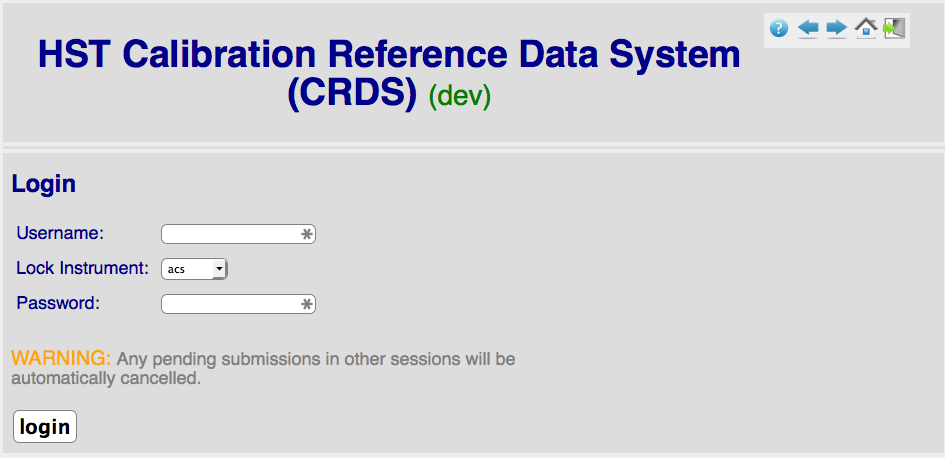 HST Calibration Reference Data System
(CRDS) (dev)
Login
Username:
Lock Instrument: acs
Password:
WARNING: Any pending submissions in other sessions will be
automatically cancelled.
login